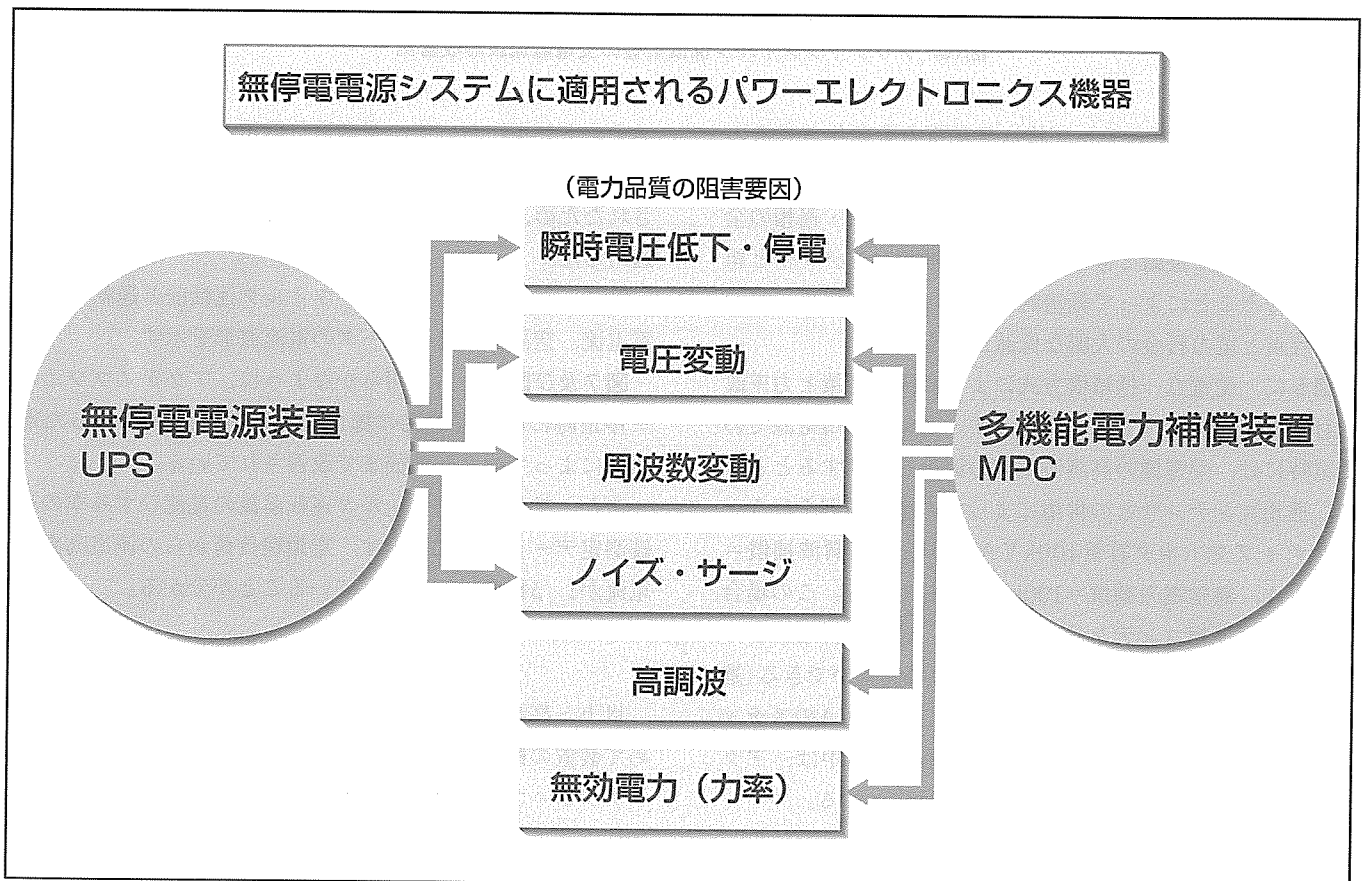 無停電電源システムに適用されるパワーエレクトロニクス機器
（電力品質の阻害要因）
瞬時電圧低下・停電
電圧変動
無停電電源装置
UPS
周波数変動
多機能電力補償装置
MPC
ノイズ・サージ
高調波
無効電力（力率）